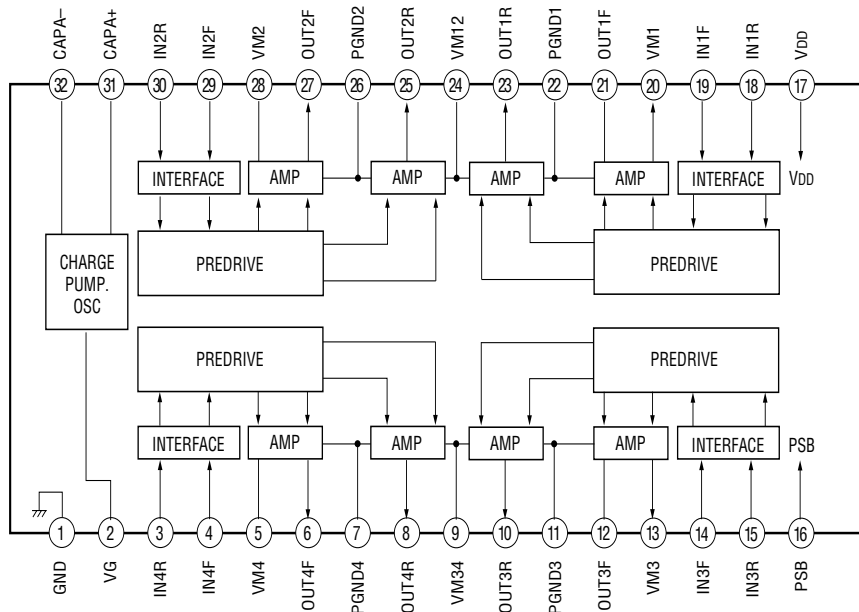 CAPA–
CAPA+
IN2R
IN2F
VM2
OUT2F
PGND2
OUT2R
VM12
OUT1R
PGND1
OUT1F
VM1
IN1F
IN1R
VDD
32
31
30
29
28
27
26
25
24
23
22
21
20
19
18
17
INTERFACE
AMP
AMP
AMP
AMP
INTERFACE
VDD
CHARGE
PUMP.
OSC
PREDRIVE
PREDRIVE
PREDRIVE
PREDRIVE
INTERFACE
AMP
AMP
AMP
AMP
INTERFACE
PSB
1
2
3
4
5
6
7
8
9
10
11
12
13
14
15
16
GND
VG
IN4R
IN4F
VM4
OUT4F
PGND4
OUT4R
VM34
OUT3R
PGND3
OUT3F
VM3
IN3F
IN3R
PSB